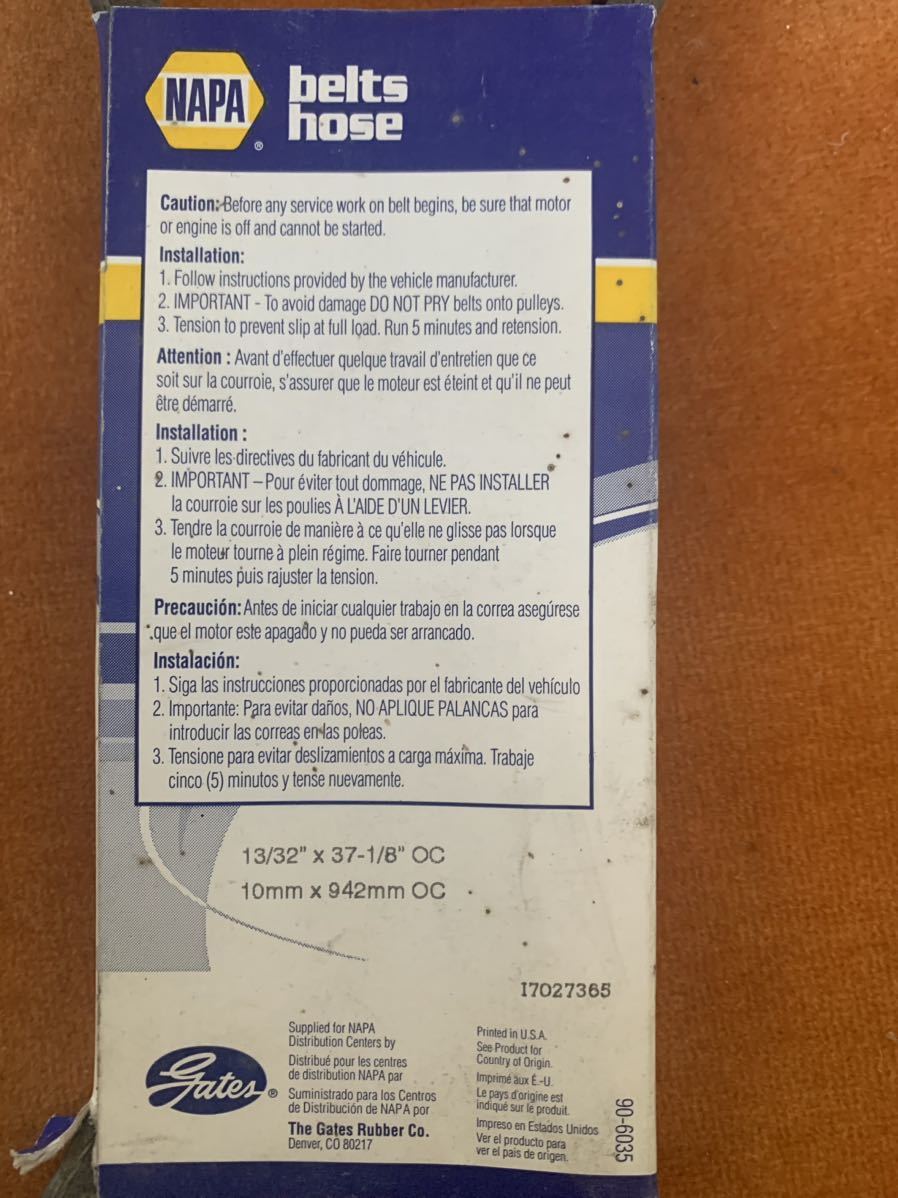 NAPA ®
belts
hose
Caution: Before any service work on belt begins, be sure that motor
or engine is off and cannot be started.
Installation:
1. Follow instructions provided by the vehicle manufacturer.
2. IMPORTANT - To avoid damage DO NOT PRY belts onto pulleys.
3. Tension to prevent slip at full load. Run 5 minutes and retension.
Attention : Avant d'effectuer quelque travail d'entretien que ce
soit sur la courroie, s'assurer que le moteur est éteint et qu'il ne peut
être démarré.
Installation :
1. Suivre les directives du fabricant du véhicule.
2. IMPORTANT – Pour éviter tout dommage, NE PAS INSTALLER
la courroie sur les poulies À L'AIDE D'UN LEVIER.
3. Tendre la courroie de manière à ce qu'elle ne glisse pas lorsque
le moteur tourne à plein régime. Faire tourner pendant
5 minutes puis rajuster la tension.
Precaución: Antes de iniciar cualquier trabajo en la correa asegúrese
que el motor este apagado y no pueda ser arrancado.
Instalación:
1. Siga las instrucciones proporcionadas por el fabricante del vehículo
2. Importante: Para evitar daños, NO APLIQUE PALANCAS para
introducir las correas en las poleas.
3. Tensione para evitar deslizamientos a carga máxima. Trabaje
cinco (5) minutos y tense nuevamente.
13/32" x 37-1/8" OC
10mm x 942mm OC
I7027365
Gates ®
Supplied for NAPA
Distribution Centers by
Distribué pour les centres
de distribution NAPA par
Suministrado para los Centros
de Distribución de NAPA por
The Gates Rubber Co.
Denver, CO 80217
Printed in U.S.A.
See Product for
Country of Origin.
Imprimé aux É.-U.
Le pays d'origine est
indiqué sur le produit.
Impreso en Estados Unidos
Ver el producto para
ver el pais de origen.
90-6035